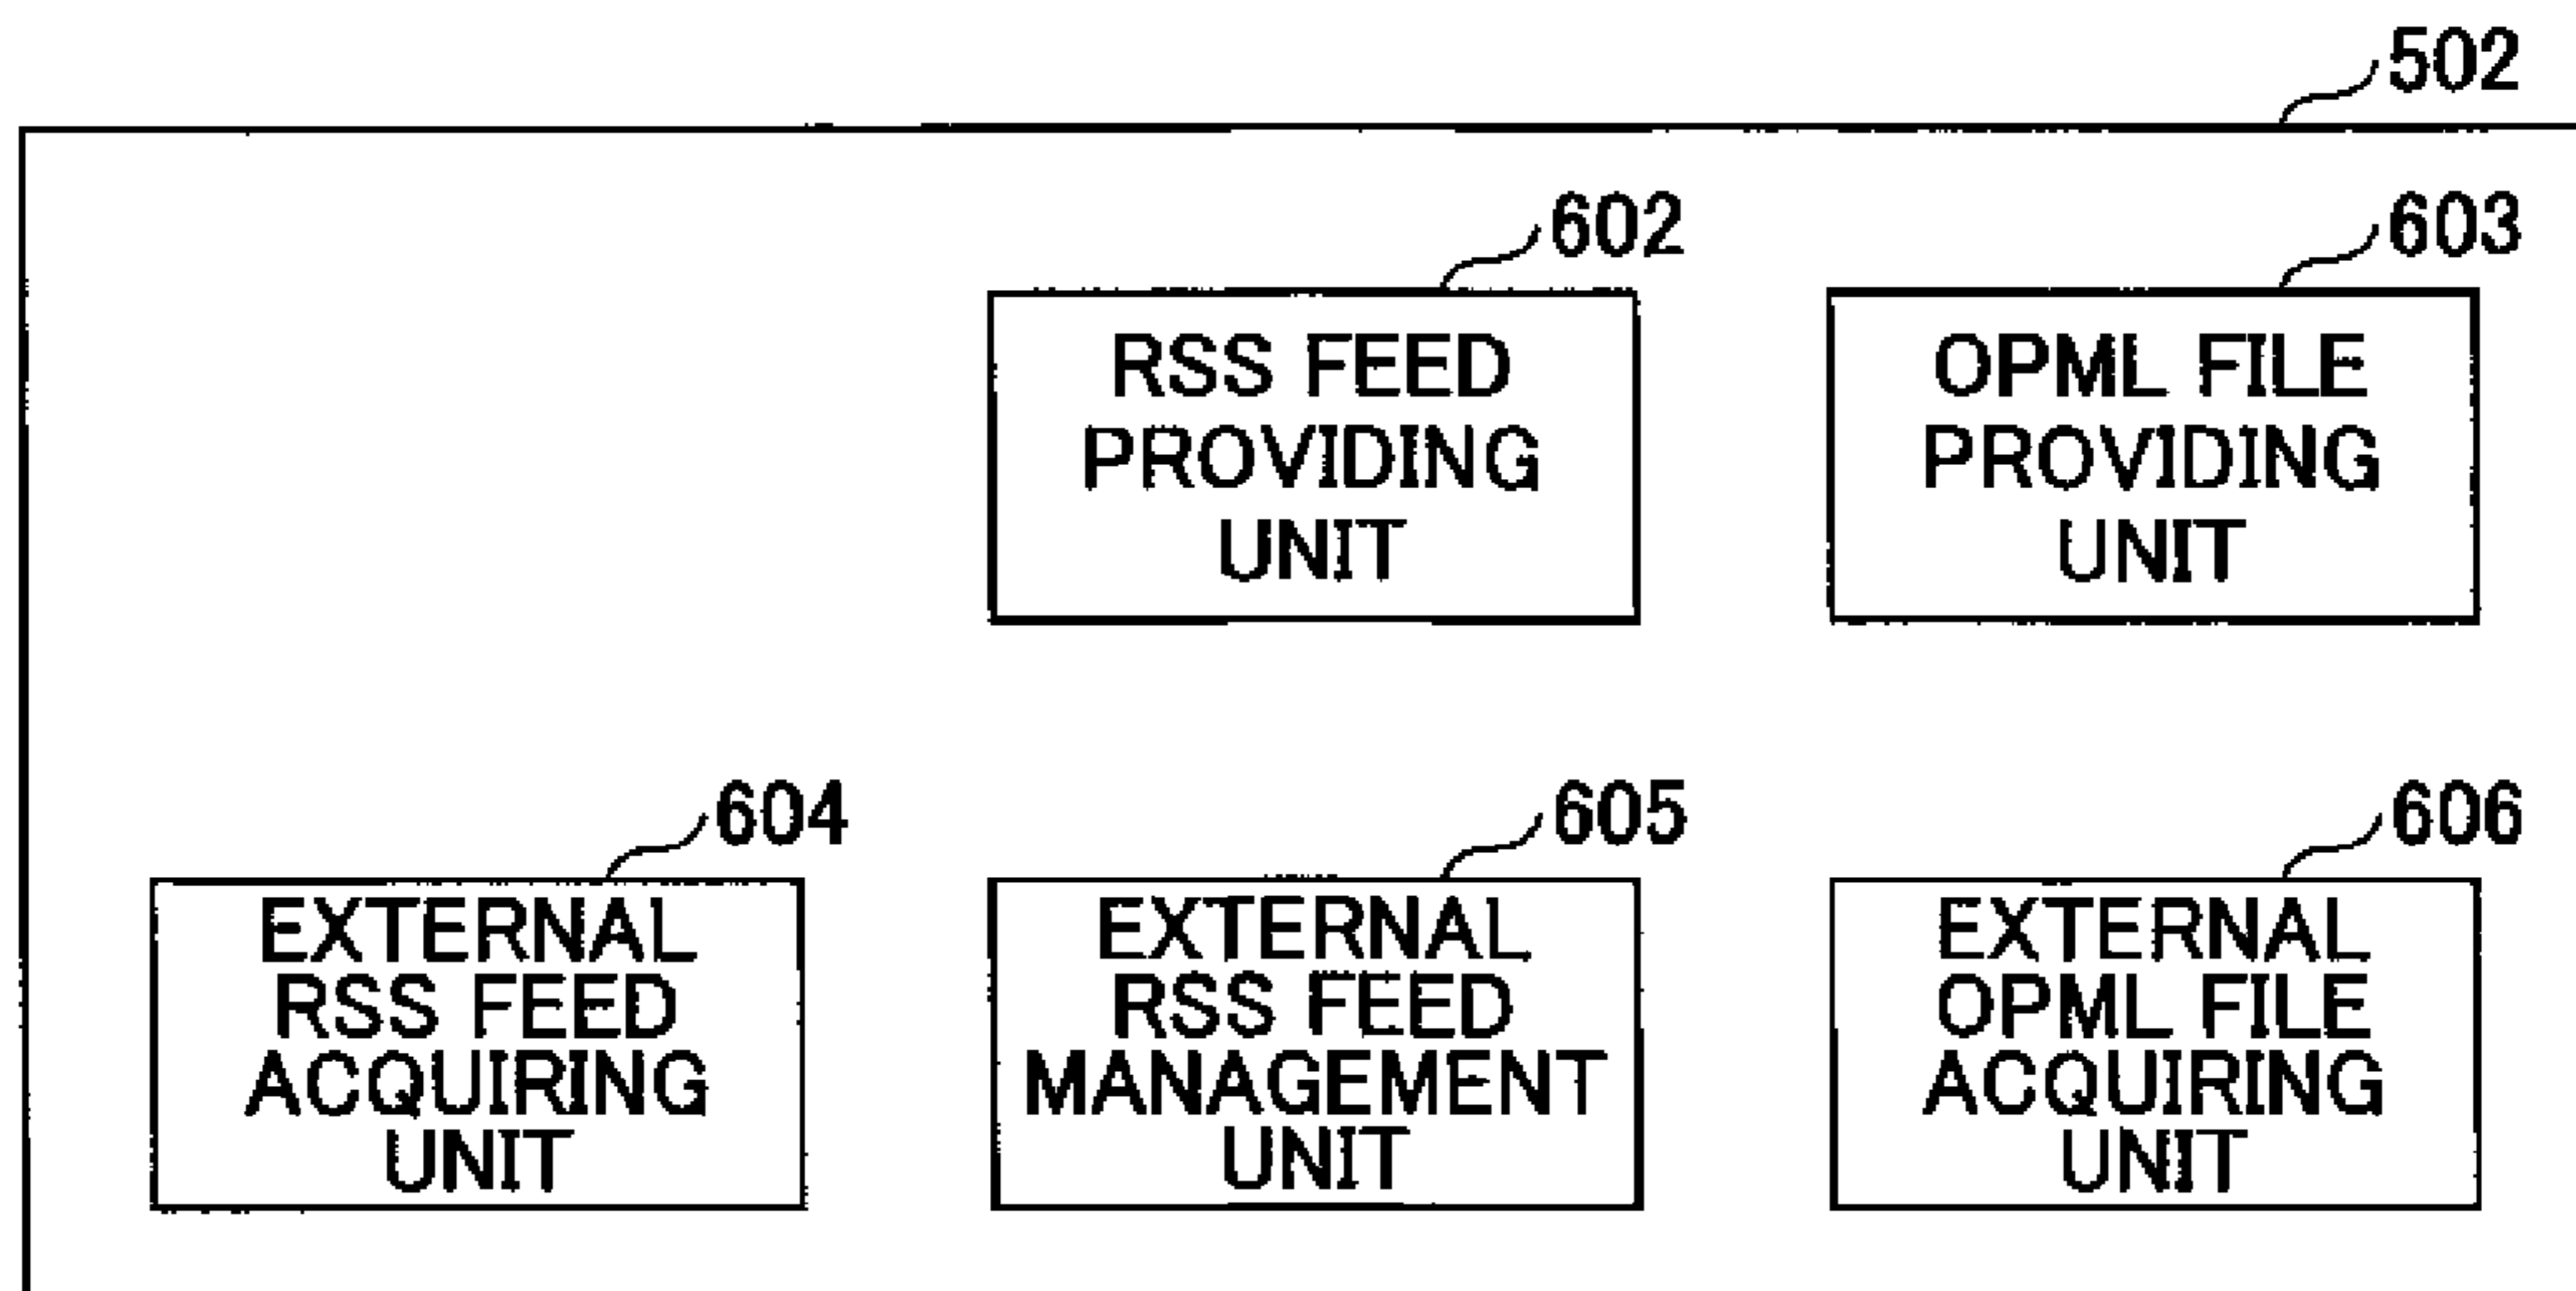 502
602
RSS FEED
PROVIDING
UNIT
603
OPML FILE
PROVIDING
UNIT
604
EXTERNAL
RSS FEED
ACQUIRING
UNIT
605
EXTERNAL
RSS FEED
MANAGEMENT
UNIT
606
EXTERNAL
OPML FILE
ACQUIRING
UNIT